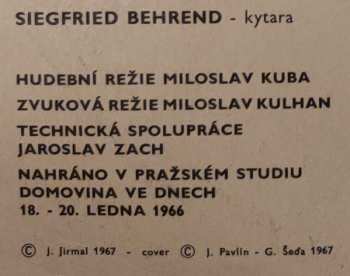 SIEGFRIED BEHREND - kytara
HUDEBNÍ REŽIE MILOSLAV KUBA
ZVUKOVÁ REŽIE MILOSLAV KULHAN
TECHNICKÁ SPOLUPRÁCE
JAROSLAV ZACH
NAHRÁNO V PRAŽSKÉM STUDIU
DOMOVINA VE DNECH
18. - 20. LEDNA 1966
© J. Jirmal 1967 - cover © J. Pavlín - G. Šeďa 1967